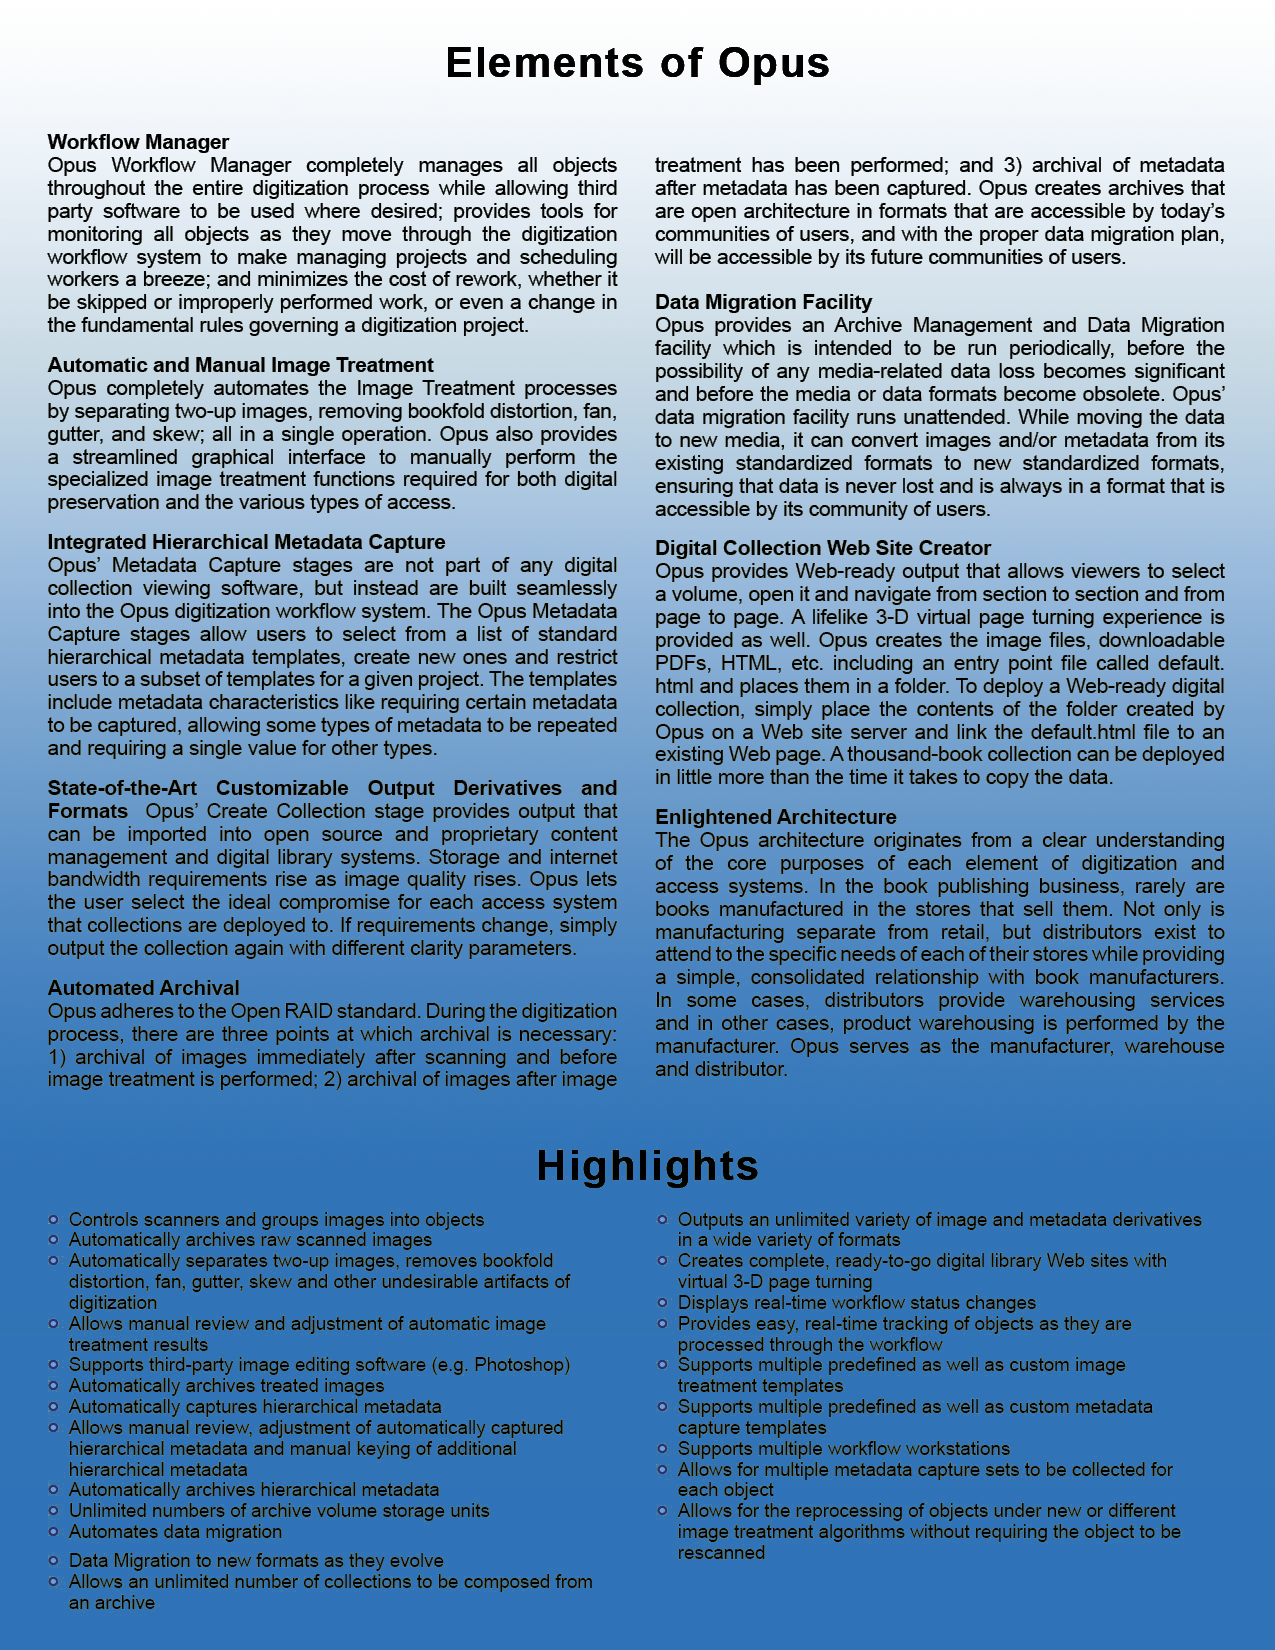 Elements of Opus
Workflow Manager
Opus Workflow Manager completely manages all objects
throughout the entire digitization process while allowing third
party software to be used where desired; provides tools for
monitoring all objects as they move through the digitization
workflow system to make managing projects and scheduling
workers a breeze; and minimizes the cost of rework, whether it
be skipped or improperly performed work, or even a change in
the fundamental rules governing a digitization project.
Automatic and Manual Image Treatment
Opus completely automates the Image Treatment processes
by separating two-up images, removing bookfold distortion, fan,
gutter, and skew; all in a single operation. Opus also provides
a streamlined graphical interface to manually perform the
specialized image treatment functions required for both digital
preservation and the various types of access.
Integrated Hierarchical Metadata Capture
Opus’ Metadata Capture stages are not part of any digital
collection viewing software, but instead are built seamlessly
into the Opus digitization workflow system. The Opus Metadata
Capture stages allow users to select from a list of standard
hierarchical metadata templates, create new ones and restrict
users to a subset of templates for a given project. The templates
include metadata characteristics like requiring certain metadata
to be captured, allowing some types of metadata to be repeated
and requiring a single value for other types.
State-of-the-Art Customizable Output Derivatives and
Formats Opus’ Create Collection stage provides output that
can be imported into open source and proprietary content
management and digital library systems. Storage and internet
bandwidth requirements rise as image quality rises. Opus lets
the user select the ideal compromise for each access system
that collections are deployed to. If requirements change, simply
output the collection again with different clarity parameters.
Automated Archival
Opus adheres to the Open RAID standard. During the digitization
process, there are three points at which archival is necessary:
1) archival of images immediately after scanning and before
image treatment is performed; 2) archival of images after image
treatment has been performed; and 3) archival of metadata
after metadata has been captured. Opus creates archives that
are open architecture in formats that are accessible by today’s
communities of users, and with the proper data migration plan,
will be accessible by its future communities of users.
Data Migration Facility
Opus provides an Archive Management and Data Migration
facility which is intended to be run periodically, before the
possibility of any media-related data loss becomes significant
and before the media or data formats become obsolete. Opus’
data migration facility runs unattended. While moving the data
to new media, it can convert images and/or metadata from its
existing standardized formats to new standardized formats,
ensuring that data is never lost and is always in a format that is
accessible by its community of users.
Digital Collection Web Site Creator
Opus provides Web-ready output that allows viewers to select
a volume, open it and navigate from section to section and from
page to page. A lifelike 3-D virtual page turning experience is
provided as well. Opus creates the image files, downloadable
PDFs, HTML, etc. including an entry point file called default.
html and places them in a folder. To deploy a Web-ready digital
collection, simply place the contents of the folder created by
Opus on a Web site server and link the default.html file to an
existing Web page. A thousand-book collection can be deployed
in little more than the time it takes to copy the data.
Enlightened Architecture
The Opus architecture originates from a clear understanding
of the core purposes of each element of digitization and
access systems. In the book publishing business, rarely are
books manufactured in the stores that sell them. Not only is
manufacturing separate from retail, but distributors exist to
attend to the specific needs of each of their stores while providing
a simple, consolidated relationship with book manufacturers.
In some cases, distributors provide warehousing services
and in other cases, product warehousing is performed by the
manufacturer. Opus serves as the manufacturer, warehouse
and distributor.
Highlights
Controls scanners and groups images into objects
Automatically archives raw scanned images
Automatically separates two-up images, removes bookfold
distortion, fan, gutter, skew and other undesirable artifacts of
digitization
Allows manual review and adjustment of automatic image
treatment results
Supports third-party image editing software (e.g. Photoshop)
Automatically archives treated images
Automatically captures hierarchical metadata
Allows manual review, adjustment of automatically captured
hierarchical metadata and manual keying of additional
hierarchical metadata
Automatically archives hierarchical metadata
Unlimited numbers of archive volume storage units
Automates data migration
Data Migration to new formats as they evolve
Allows an unlimited number of collections to be composed from
an archive
Outputs an unlimited variety of image and metadata derivatives
in a wide variety of formats
Creates complete, ready-to-go digital library Web sites with
virtual 3-D page turning
Displays real-time workflow status changes
Provides easy, real-time tracking of objects as they are
processed through the workflow
Supports multiple predefined as well as custom image
treatment templates
Supports multiple predefined as well as custom metadata
capture templates
Supports multiple workflow workstations
Allows for multiple metadata capture sets to be collected for
each object
Allows for the reprocessing of objects under new or different
image treatment algorithms without requiring the object to be
rescanned